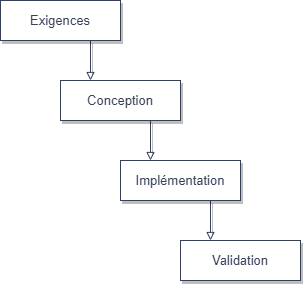 Exigences
Conception
Implémentation
Validation